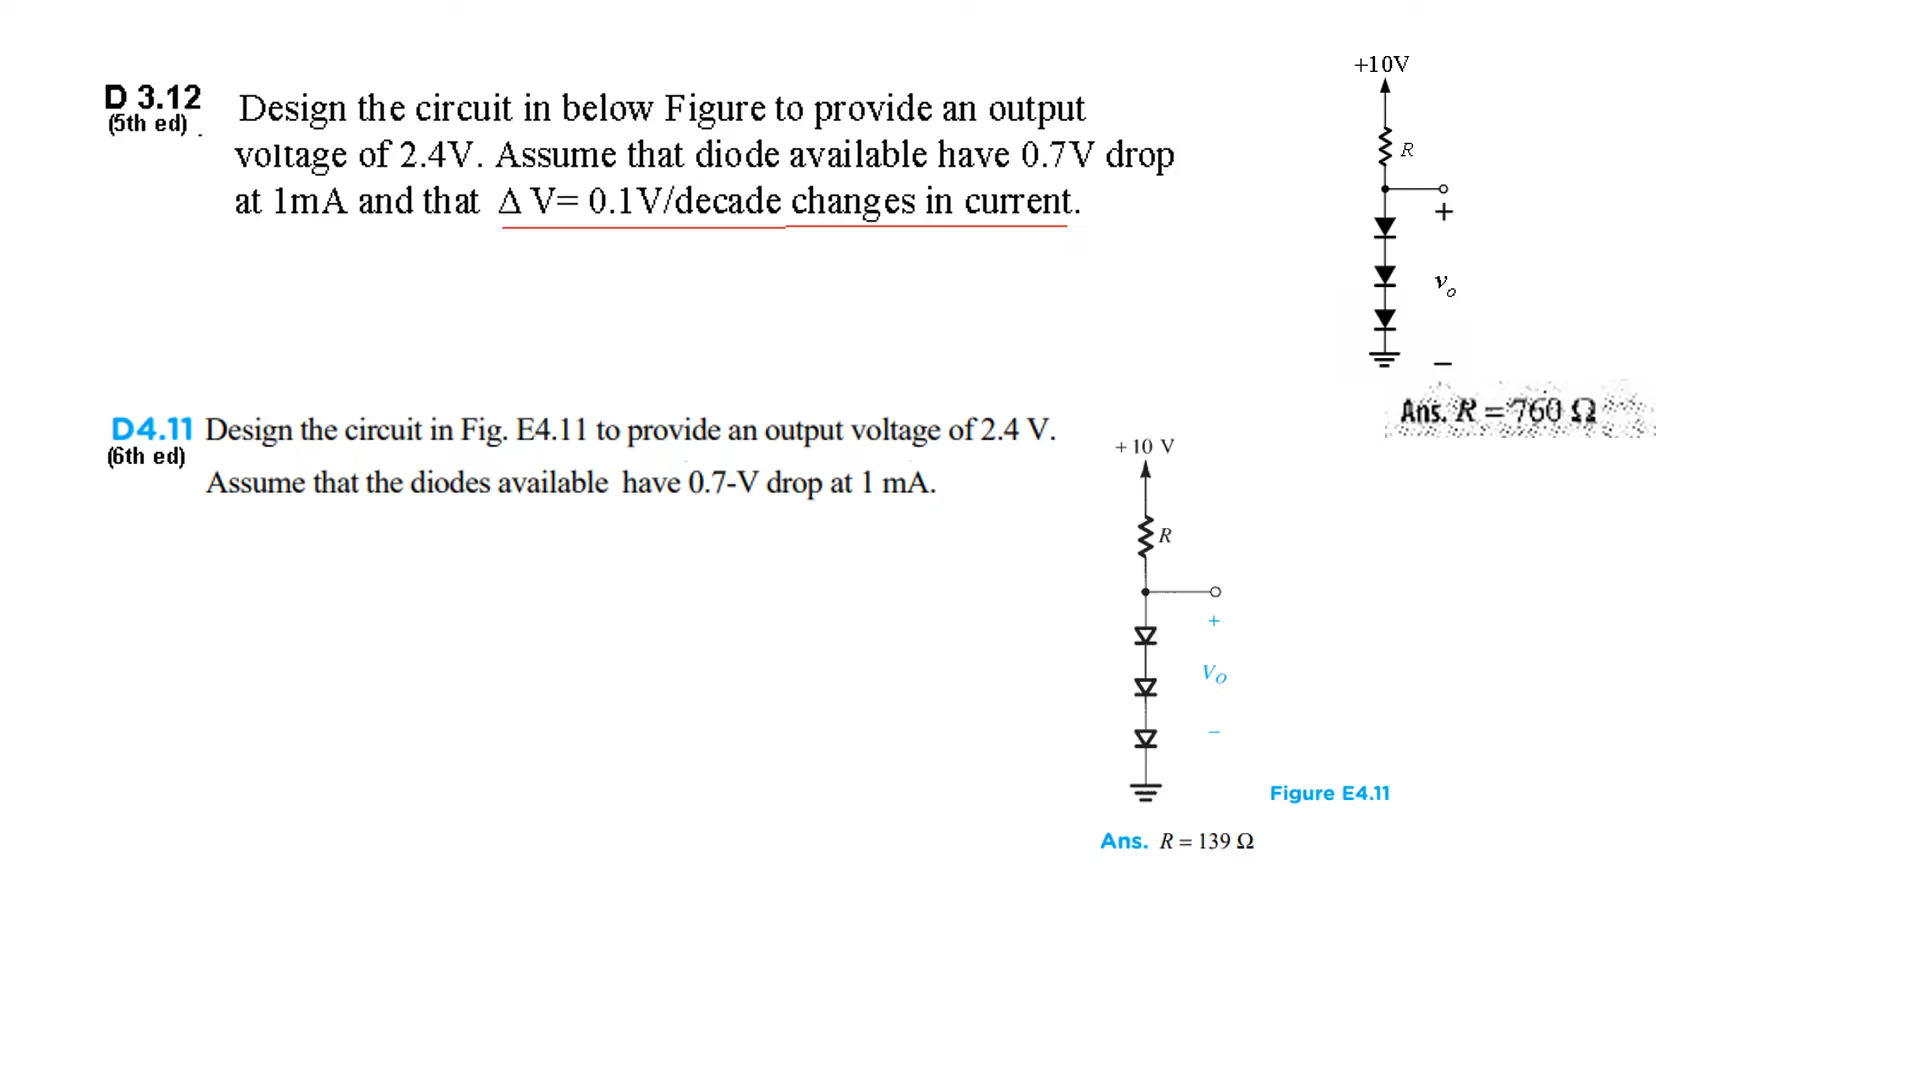 D 3.12
(5th ed) .
Design the circuit in below Figure to provide an output
voltage of 2.4V. Assume that diode available have 0.7V drop
at 1mA and that Δ V= 0.1V/decade changes in current.
+10V
R
+
v_o
−
Ans. R = 760 Ω
D4.11 Design the circuit in Fig. E4.11 to provide an output voltage of 2.4 V.
(6th ed)
Assume that the diodes available have 0.7-V drop at 1 mA.
+ 10 V
R
+
V_O
−
Figure E4.11
Ans. R = 139 Ω